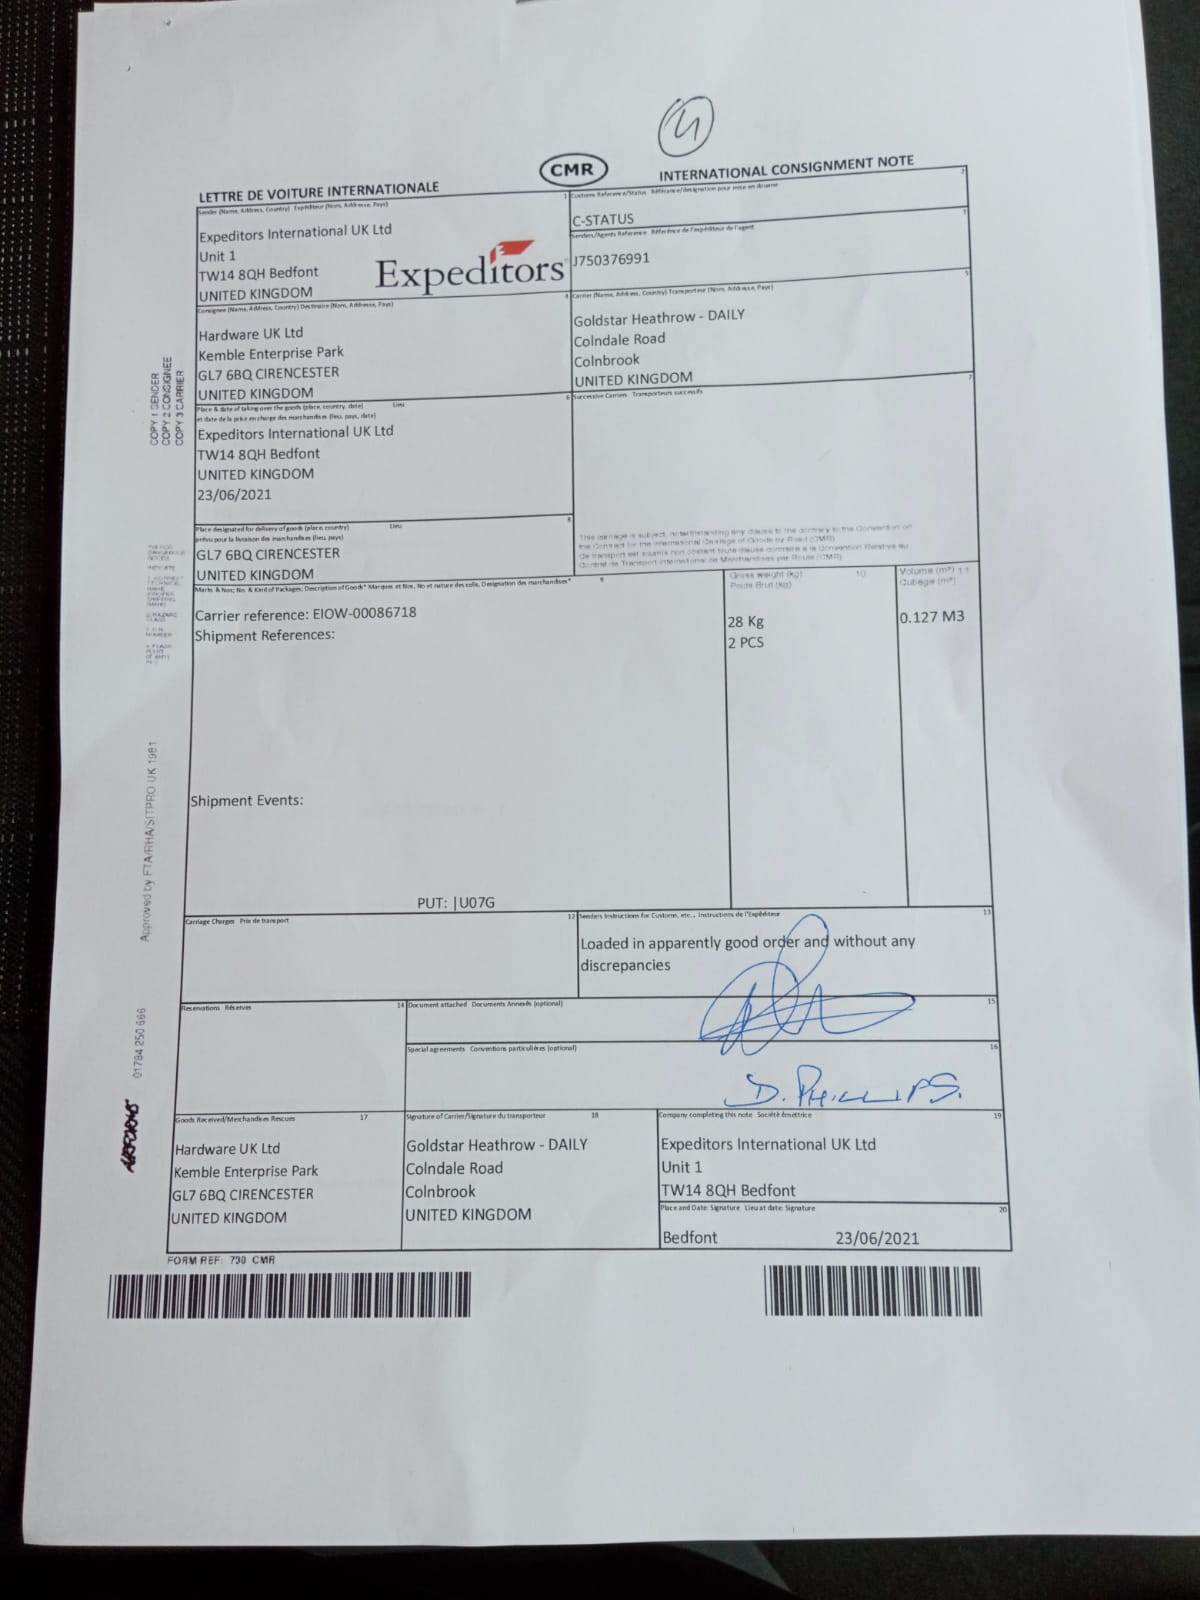 4
CMR
LETTRE DE VOITURE INTERNATIONALE
INTERNATIONAL CONSIGNMENT NOTE
Sender (Name, Address, Country) Expéditeur (Nom, Addresse, Pays)
1
Expeditors International UK Ltd
Unit 1
TW14 8QH Bedfont
UNITED KINGDOM
Expeditors
Customs Reference/Status Référence/désignation pour mise en douane
2
C-STATUS
Senders/Agents Reference Référence de l'expéditeur de l'agent
3
J750376991
Consignee (Name, Address, Country) Destinaire (Nom, Addresse, Pays)
4
Hardware UK Ltd
Kemble Enterprise Park
GL7 6BQ CIRENCESTER
UNITED KINGDOM
Carrier (Name, Address, Country) Transporteur (Nom, Addresse, Pays)
5
Goldstar Heathrow - DAILY
Colndale Road
Colnbrook
UNITED KINGDOM
COPY 1 SENDER
COPY 2 CONSIGNEE
COPY 3 CARRIER
Place & date of taking over the goods (place, country, date) Lieu
et date de la prise en charge des marchandises (lieu, pays, date)
6
Expeditors International UK Ltd
TW14 8QH Bedfont
UNITED KINGDOM
23/06/2021
Successive Carriers Transporteurs successifs
7
Place designated for delivery of goods (place, country) Lieu
prévu pour la livraison des marchandises (lieu, pays)
8
GL7 6BQ CIRENCESTER
UNITED KINGDOM
This carriage is subject, notwithstanding any clause to the contrary to the Convention on
the Contract for the International Carriage of Goods by Road (CMR)
Ce transport est soumis non obstant toute clause contraire à la Convention Relative au
Contrat de Transport International de Marchandises par Route (CMR)
Marks & Nos; No. & Kind of Packages; Description of Goods* Marques et Nos, No et nature des colis, Designation des marchandises*
9
Gross weight (kg) 10
Poids Brut (kg)
Volume (m³) 11
Cubage (m³)
Carrier reference: EIOW-00086718
Shipment References:
28 Kg
2 PCS
0.127 M3
Shipment Events:
PUT: |U07G
Approved by FTA/RHA/SITPRO UK 1981
01784 250 666
Carriage Charges Prix de transport
12
Senders Instructions for Customs, etc., Instructions de l'Expéditeur
13
Loaded in apparently good order and without any
discrepancies
Reservations Réserves
14
Document attached Documents Annexés (optional)
15
Special agreements Conventions particulières (optional)
16
D. PHILLIPS.
Goods Received/Merchandises Rescues
17
Hardware UK Ltd
Kemble Enterprise Park
GL7 6BQ CIRENCESTER
UNITED KINGDOM
Signature of Carrier/Signature du transporteur
18
Goldstar Heathrow - DAILY
Colndale Road
Colnbrook
UNITED KINGDOM
Company completing this note Société émettrice
19
Expeditors International UK Ltd
Unit 1
TW14 8QH Bedfont
Place and Date: Signature Lieu at date: Signature
20
Bedfont 23/06/2021
FORM REF: 730 CMR